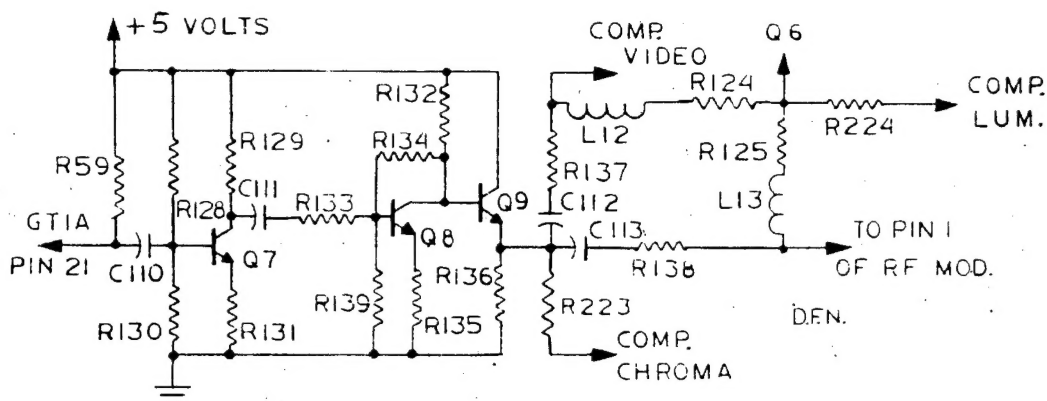 +5 VOLTS
COMP.
VIDEO
Q6
R132
R124
COMP.
LUM.
R129
R134
L12
R224
R59
R137
R125
C111
R128
R133
Q9
C112
L13
GTIA
Q8
C113
TO PIN 1
OF RF MOD.
PIN 21
C110
Q7
R136
R138
R139
R223
D.F.N.
R130
R131
R135
COMP.
CHROMA